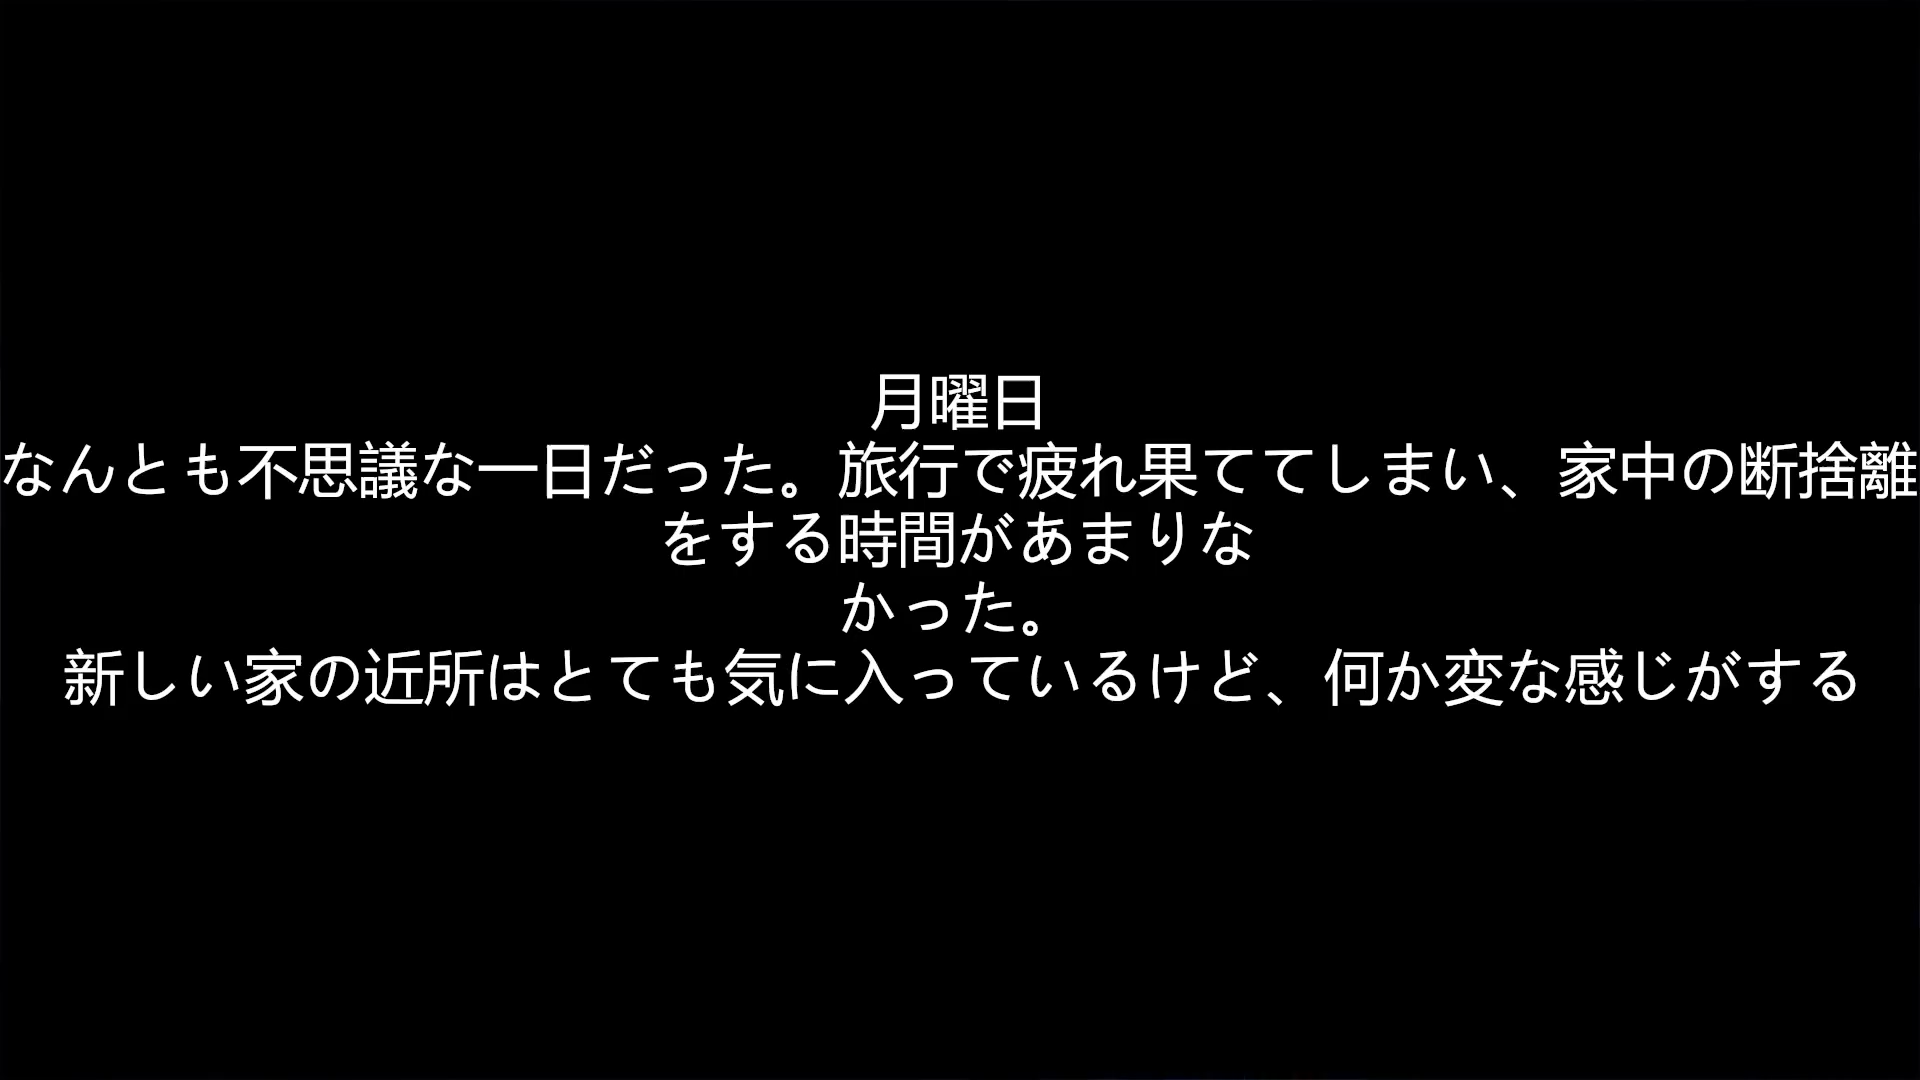 月曜日
なんとも不思議な一日だった。旅行で疲れ果ててしまい、家中の断捨離
をする時間があまりな
かった。
新しい家の近所はとても気に入っているけど、何か変な感じがする